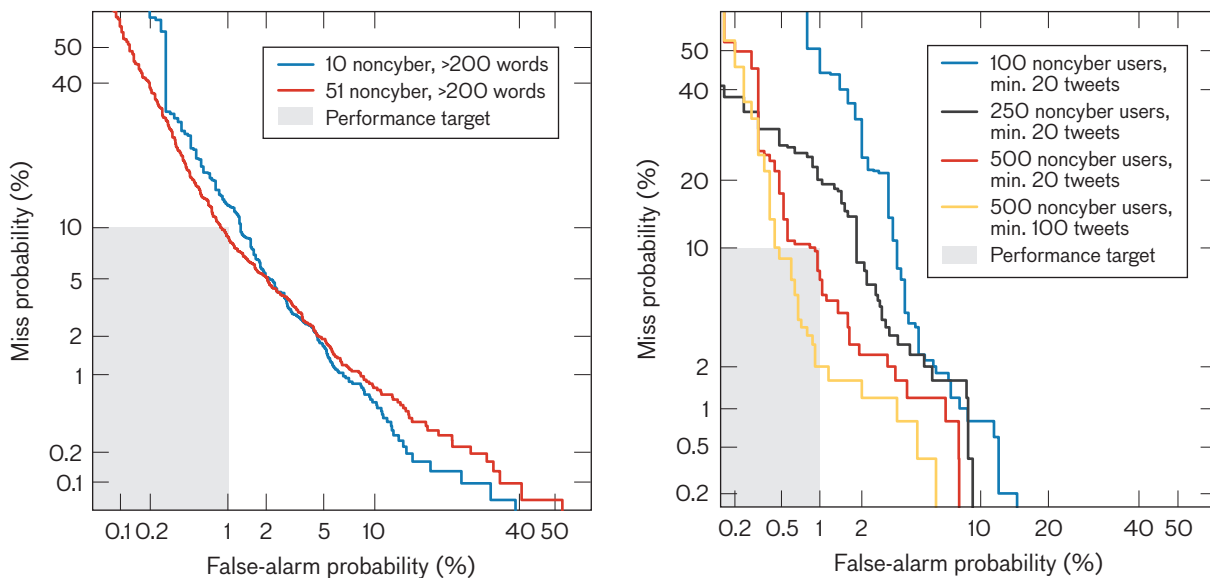 50
40
10
5
2
1
0.2
0.1
Miss probability (%)
10 noncyber, >200 words
51 noncyber, >200 words
Performance target
0.1 0.2 1 2 5 10 40 50
False-alarm probability (%)
50
40
20
10
2
1
0.5
0.2
Miss probability (%)
100 noncyber users,
min. 20 tweets
250 noncyber users,
min. 20 tweets
500 noncyber users,
min. 20 tweets
500 noncyber users,
min. 100 tweets
Performance target
0.2 0.5 1 2 10 20 40 50
False-alarm probability (%)